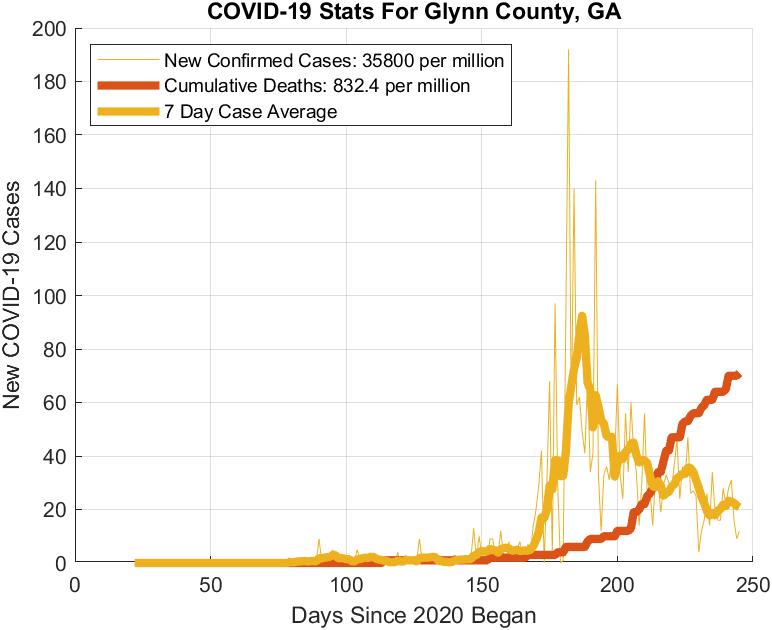 COVID-19 Stats For Glynn County, GA
200
180
160
140
120
100
80
60
40
20
0
New COVID-19 Cases
New Confirmed Cases: 35800 per million
Cumulative Deaths: 832.4 per million
7 Day Case Average
0 50 100 150 200 250
Days Since 2020 Began